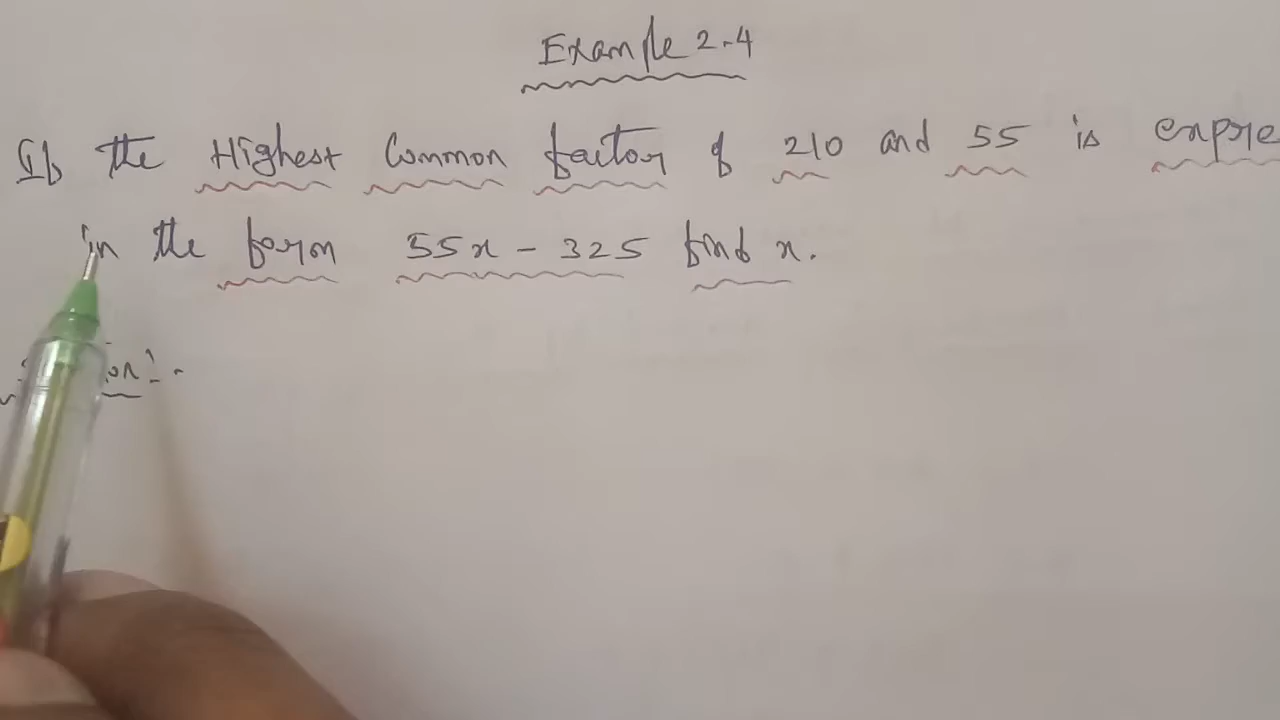 Example 2.4
If the Highest Common factor of 210 and 55 is expre
in the form 55x - 325 find x.